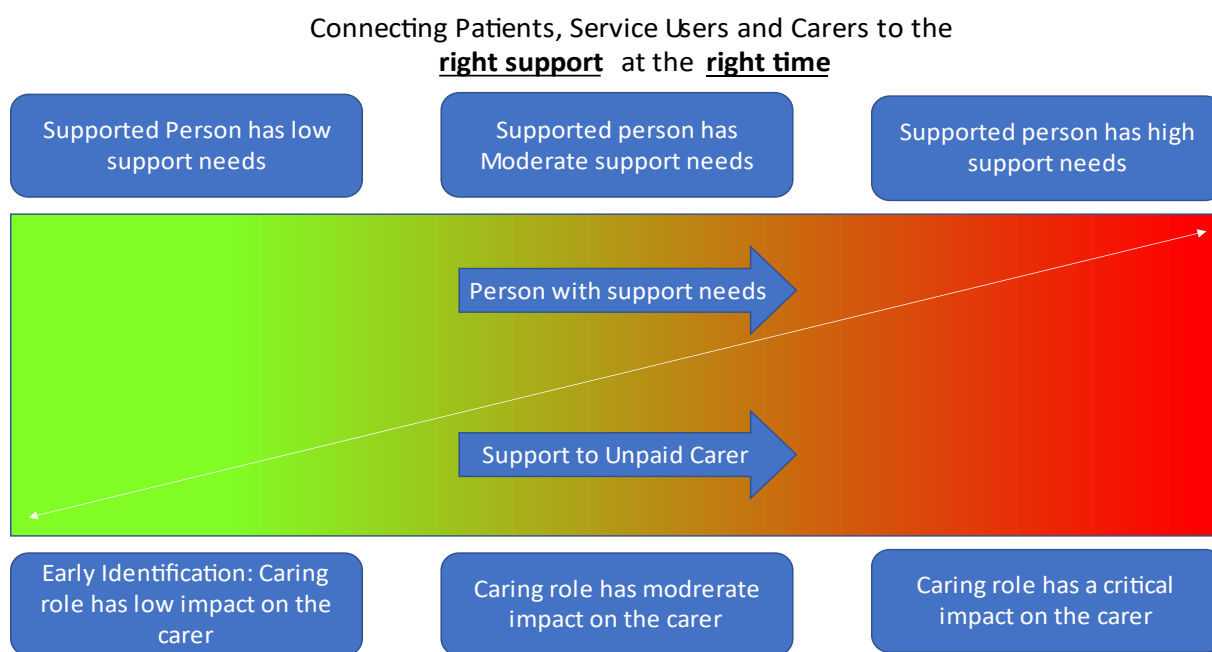 Connecting Patients, Service Users and Carers to the
right support at the right time
Supported Person has low
support needs
Supported person has
Moderate support needs
Supported person has high
support needs
Person with support needs
Support to Unpaid Carer
Early Identification: Caring
role has low impact on the
carer
Caring role has modrerate
impact on the carer
Caring role has a critical
impact on the carer